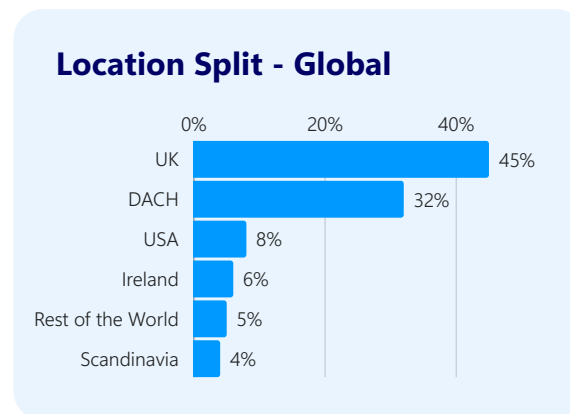 Location Split - Global
0% 20% 40%
UK 45%
DACH 32%
USA 8%
Ireland 6%
Rest of the World 5%
Scandinavia 4%